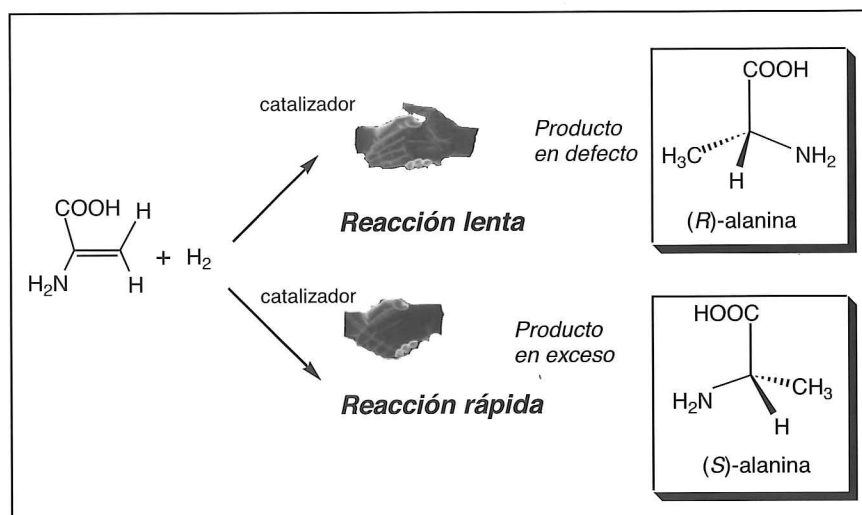 catalizador
Producto
en defecto
COOH
H₃C
NH₂
H
(R)-alanina
Reacción lenta
COOH
H
H₂N
H
+ H₂
catalizador
Producto
en exceso
Reacción rápida
HOOC
H₂N
CH₃
H
(S)-alanina